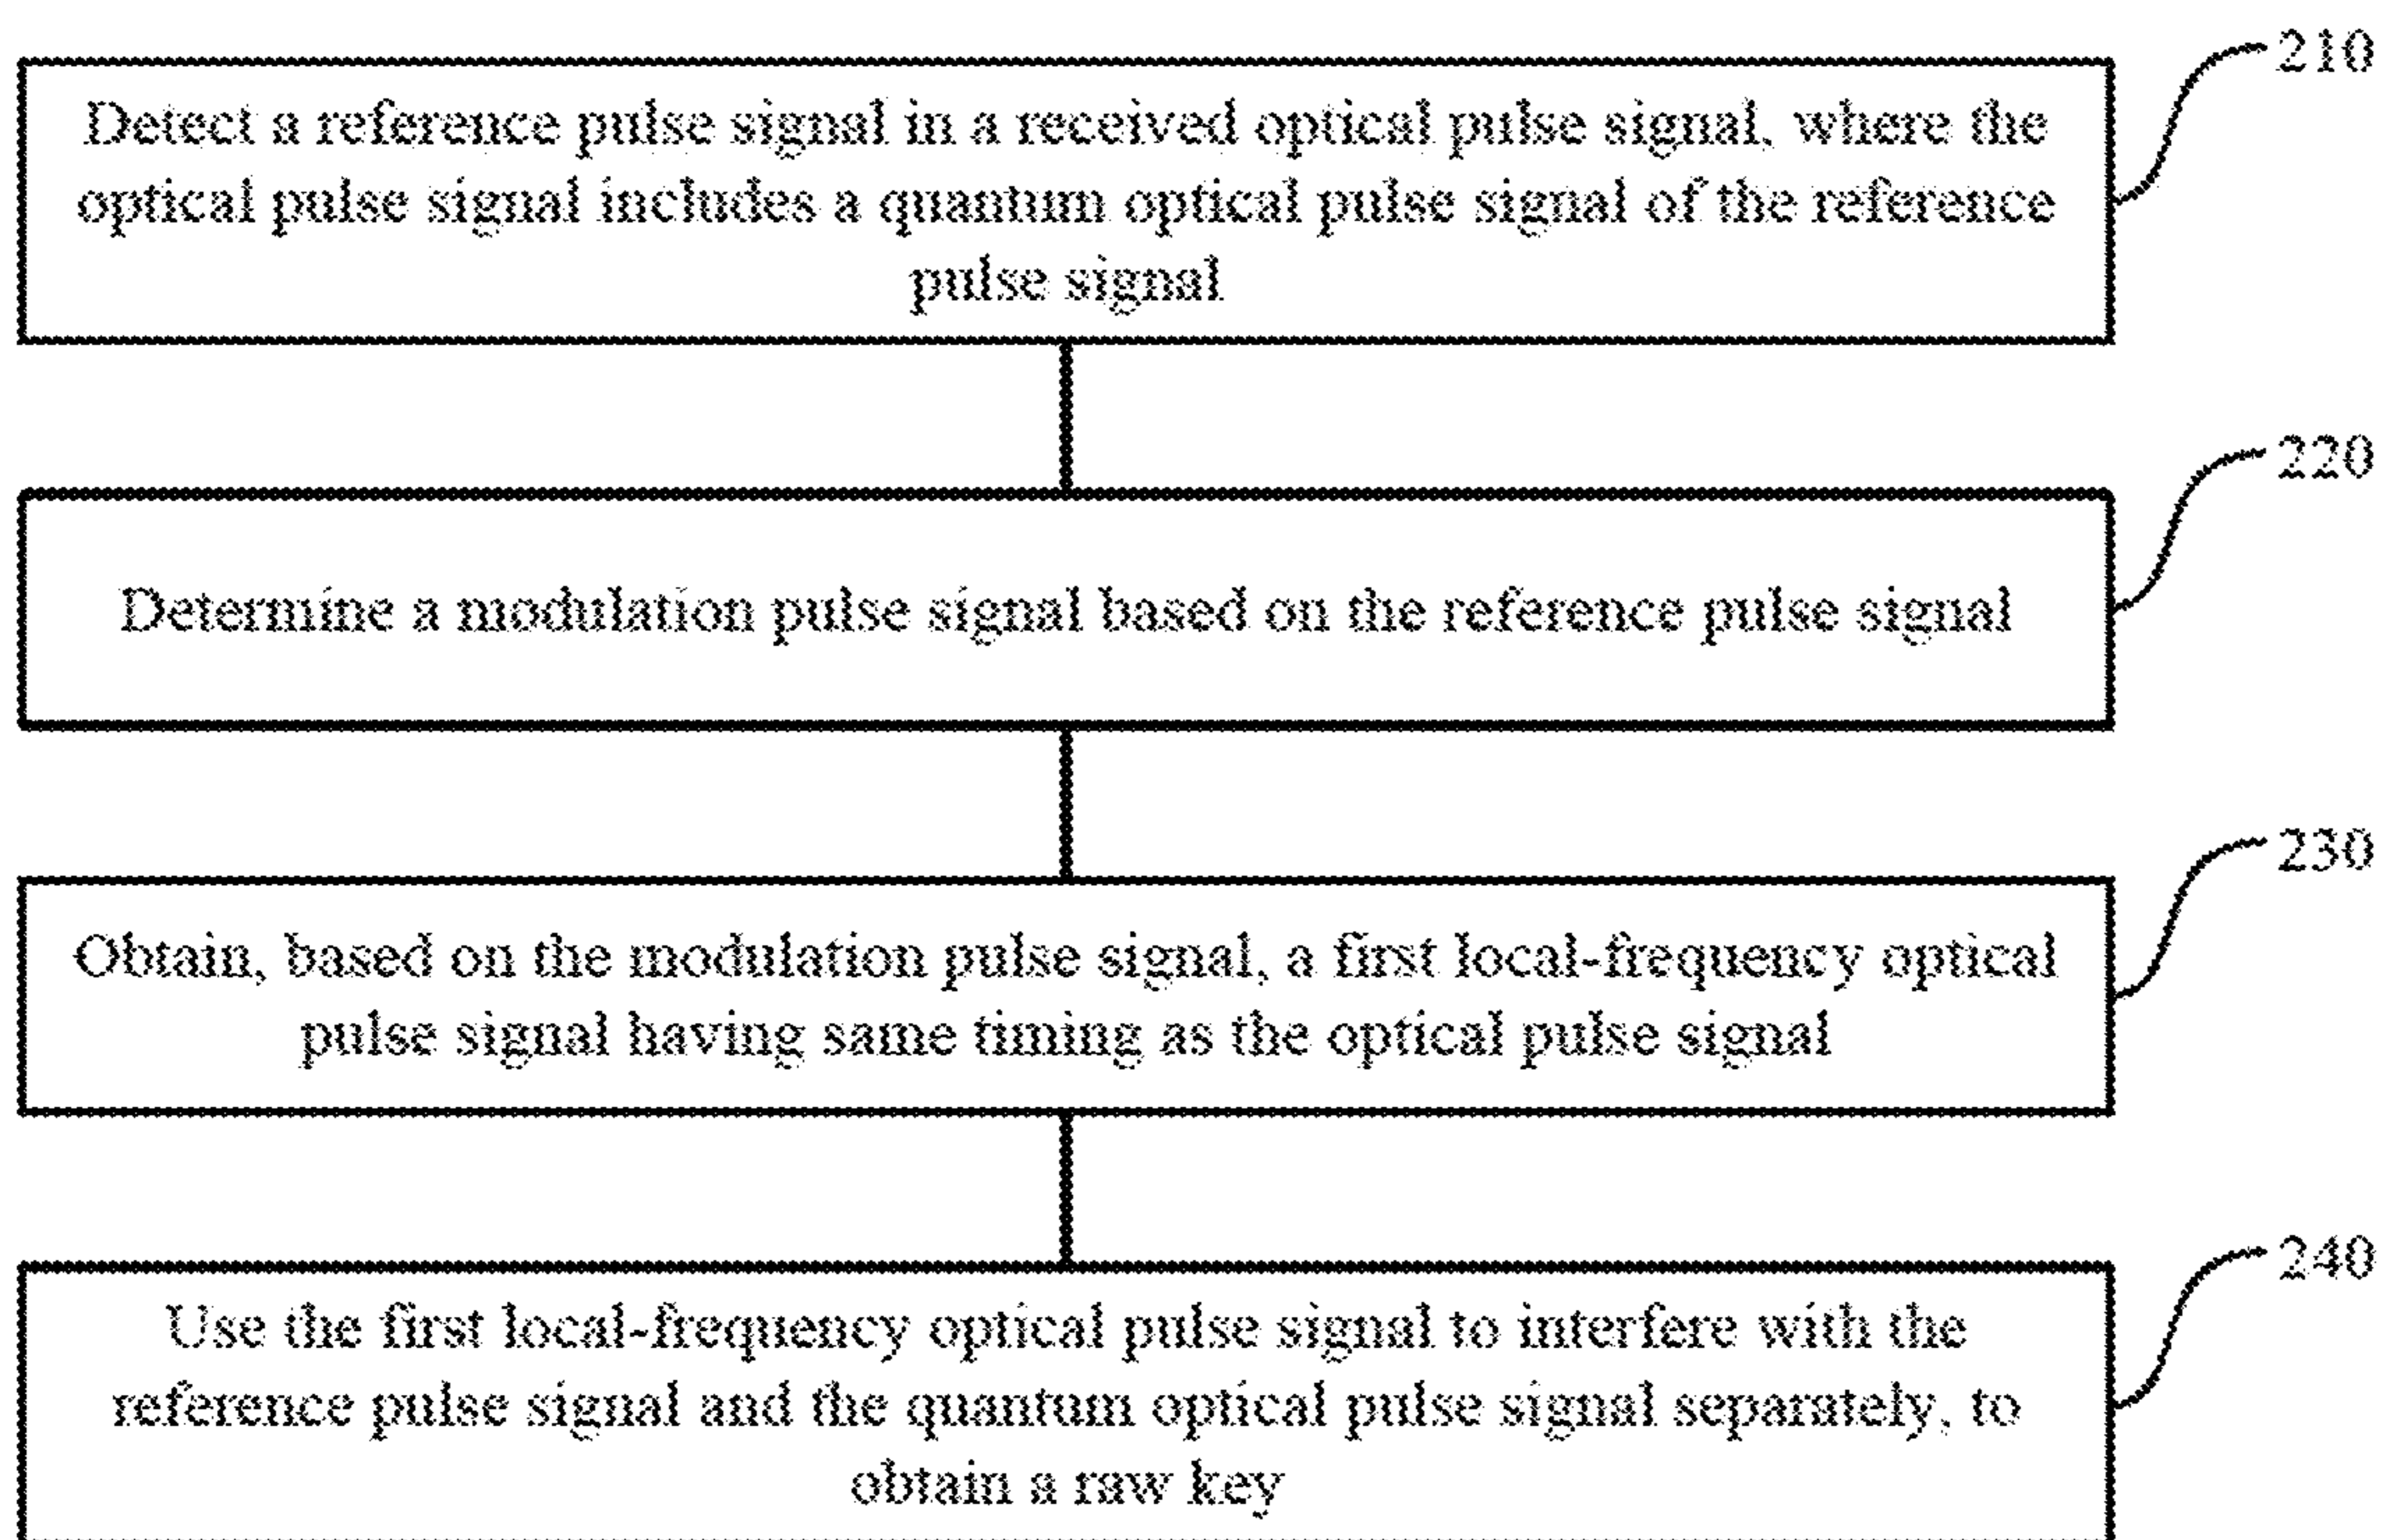 210
Detect a reference pulse signal in a received optical pulse signal, where the
optical pulse signal includes a quantum optical pulse signal of the reference
pulse signal
220
Determine a modulation pulse signal based on the reference pulse signal
230
Obtain, based on the modulation pulse signal, a first local-frequency optical
pulse signal having same timing as the optical pulse signal
240
Use the first local-frequency optical pulse signal to interfere with the
reference pulse signal and the quantum optical pulse signal separately, to
obtain a raw key